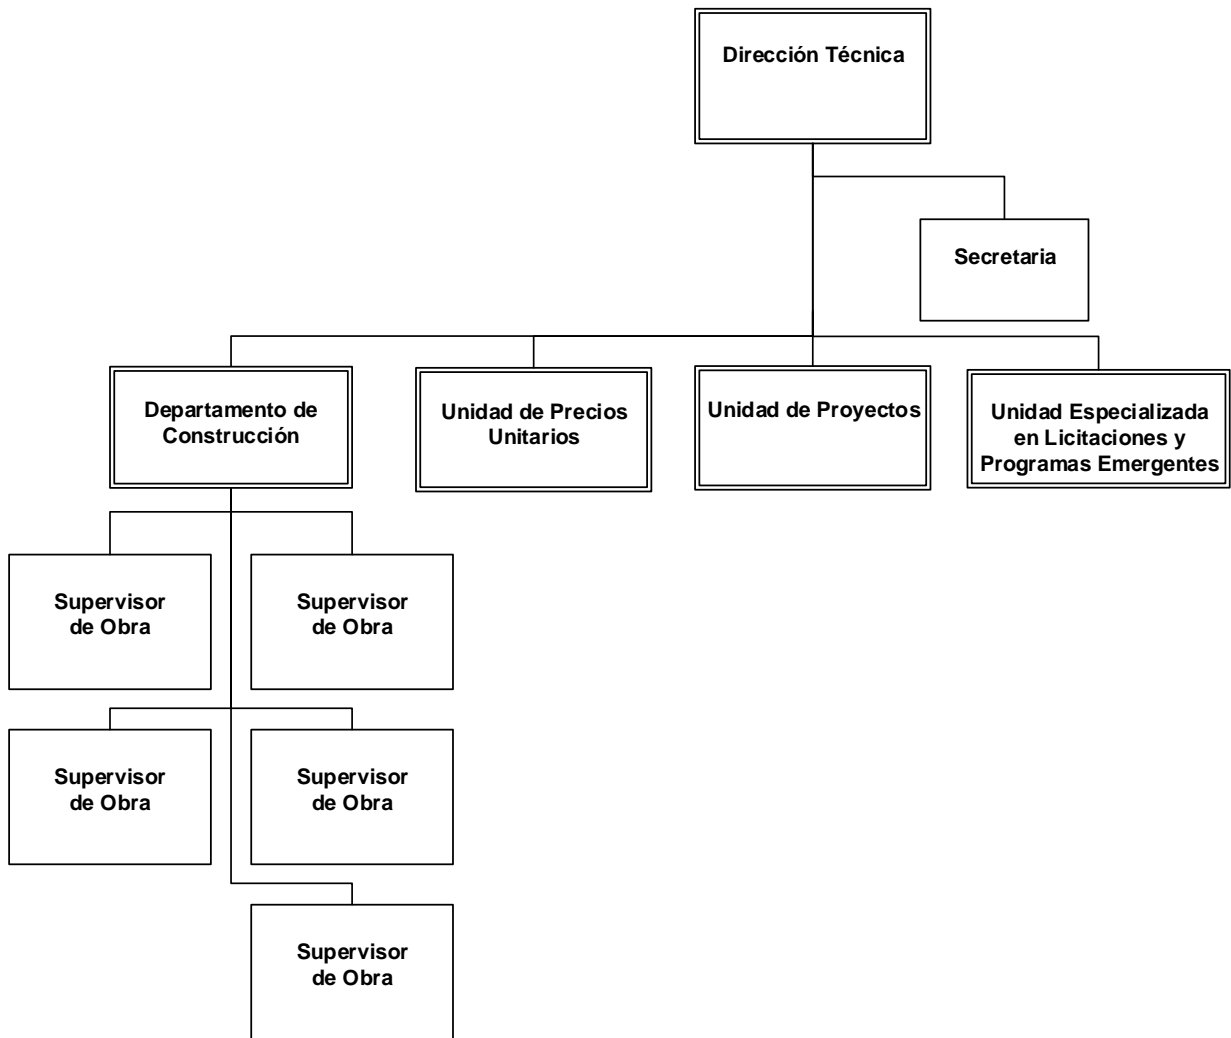 Dirección Técnica
Secretaria
Departamento de
Construcción
Unidad de Precios
Unitarios
Unidad de Proyectos
Unidad Especializada
en Licitaciones y
Programas Emergentes
Supervisor
de Obra
Supervisor
de Obra
Supervisor
de Obra
Supervisor
de Obra
Supervisor
de Obra